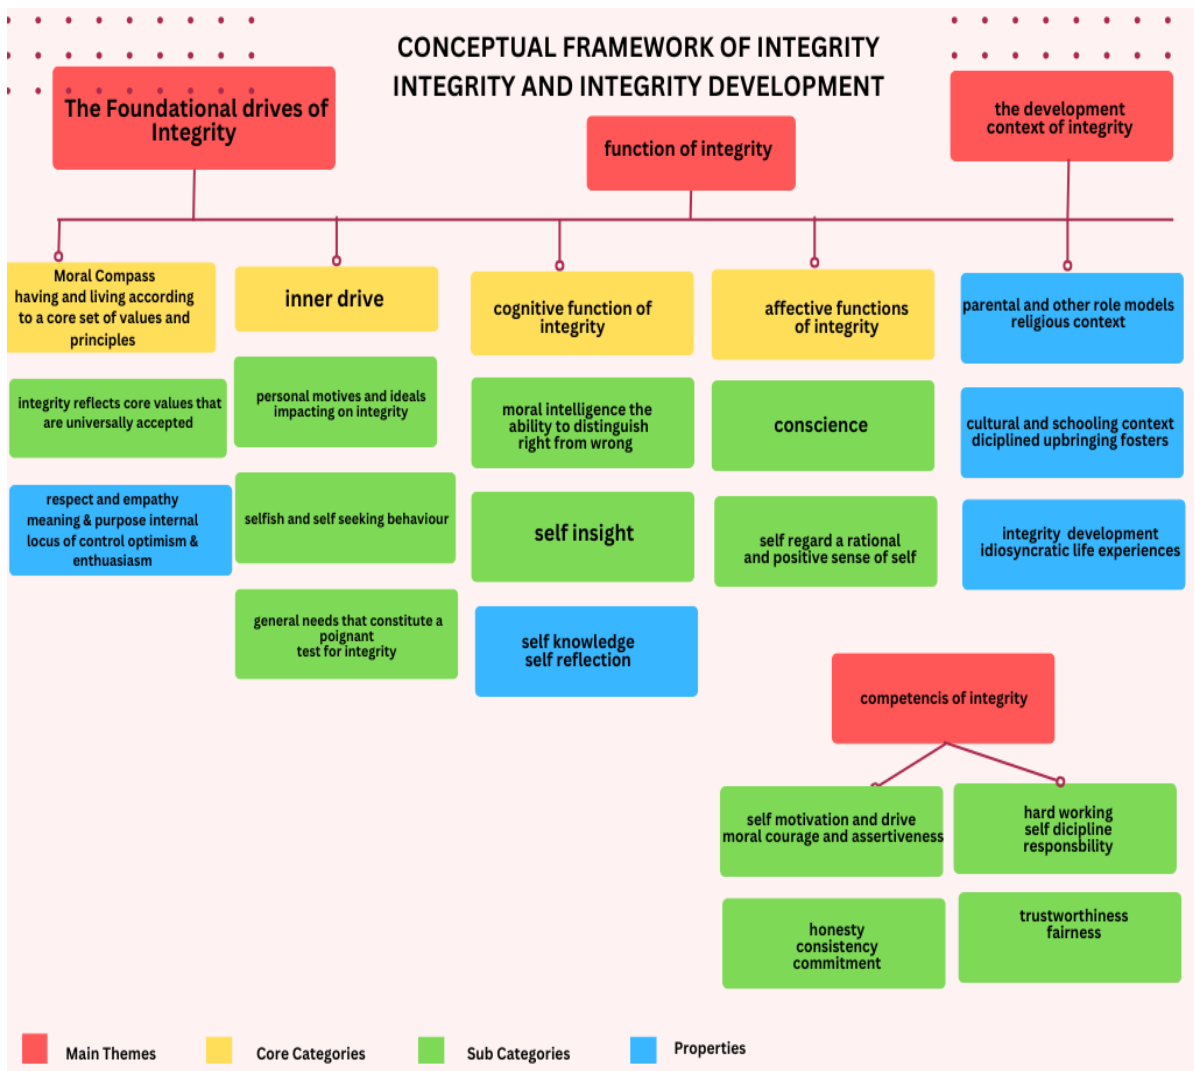 CONCEPTUAL FRAMEWORK OF INTEGRITY
INTEGRITY AND INTEGRITY DEVELOPMENT
The Foundational drives of
Integrity
function of integrity
the development
context of integrity
Moral Compass
having and living according
to a core set of values and
principles
integrity reflects core values that
are universally accepted
respect and empathy
meaning & purpose internal
locus of control optimism &
enthusiasm
inner drive
personal motives and ideals
impacting on integrity
selfish and self seeking behaviour
general needs that constitute a
poignant
test for integrity
cognitive function of
integrity
moral intelligence the
ability to distinguish
right from wrong
self insight
self knowledge
self reflection
affective functions
of integrity
conscience
self regard a rational
and positive sense of self
parental and other role models
religious context
cultural and schooling context
diciplined upbringing fosters
integrity development
idiosyncratic life experiences
competencis of integrity
self motivation and drive
moral courage and assertiveness
hard working
self dicipline
responsbility
honesty
consistency
commitment
trustworthiness
fairness
Main Themes
Core Categories
Sub Categories
Properties